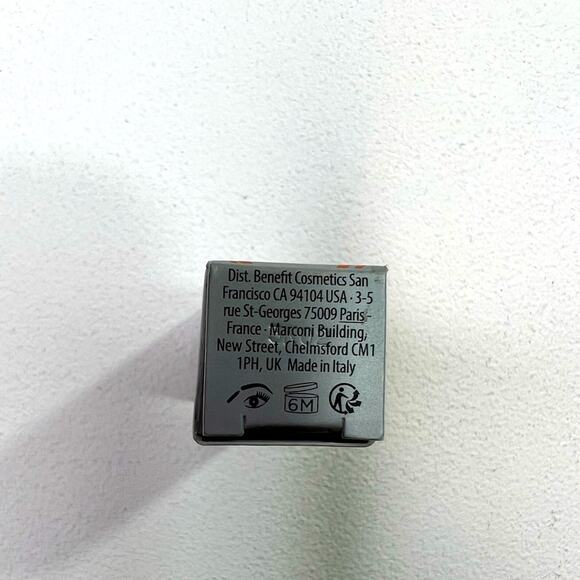 Dist. Benefit Cosmetics San
Francisco CA 94104 USA · 3-5
rue St-Georges 75009 Paris -
France · Marconi Building,
New Street, Chelmsford CM1
1PH, UK Made in Italy
6M